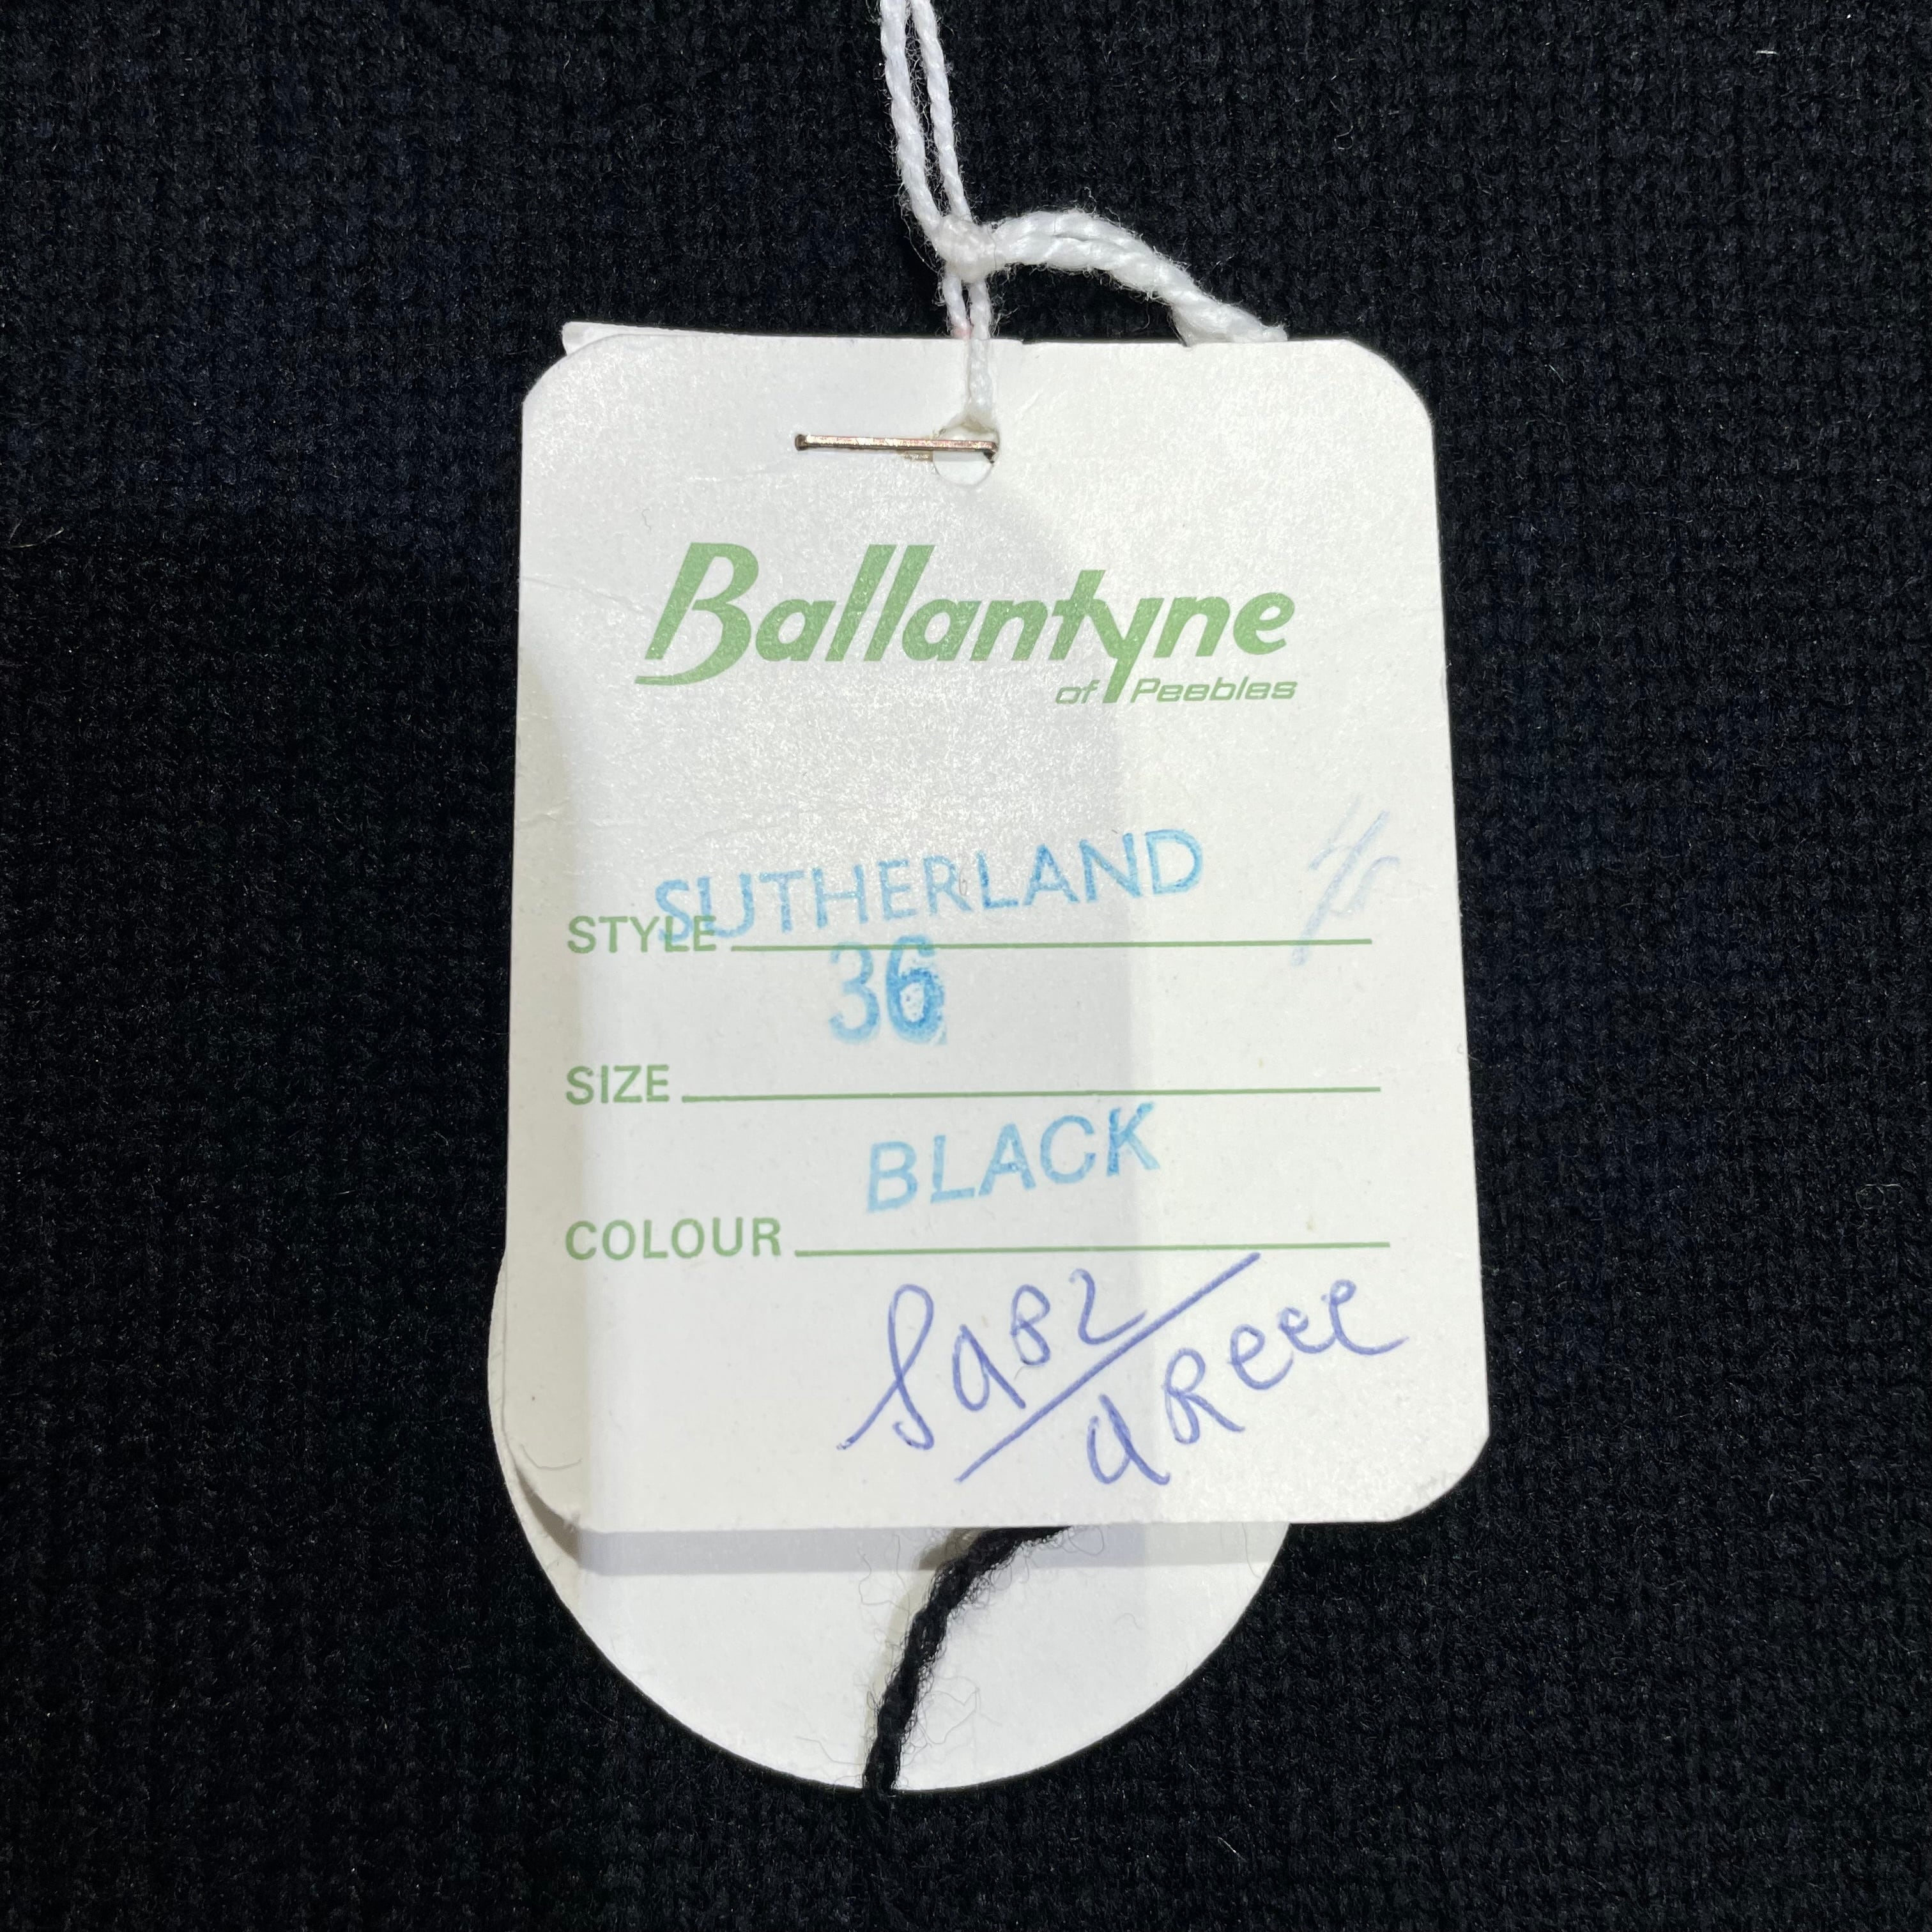 Ballantyne
of Peebles
STYLE SUTHERLAND
36
SIZE
BLACK
COLOUR